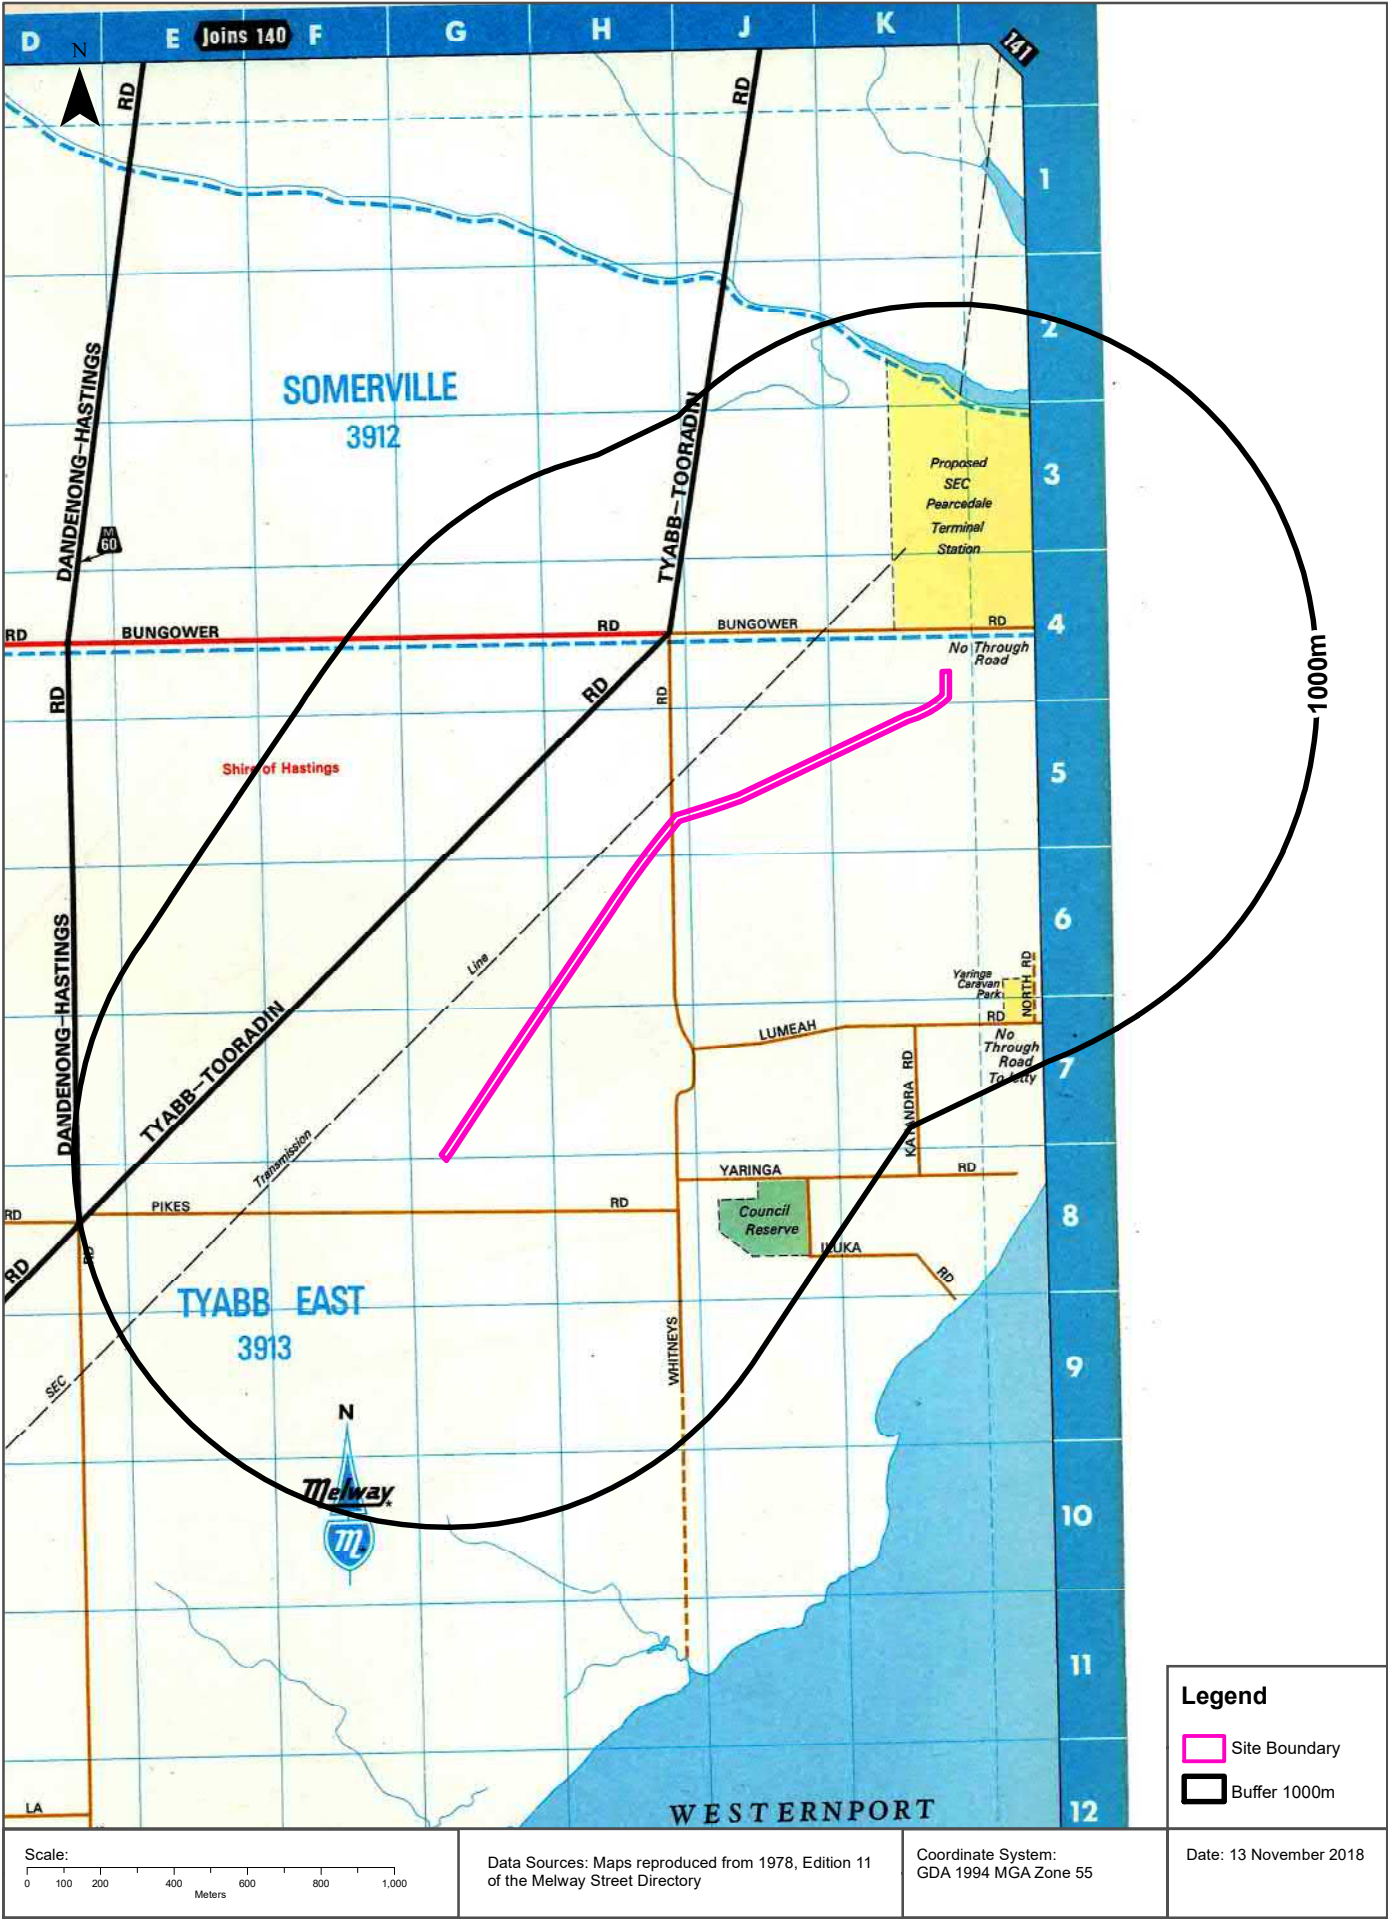 D
E
Joins 140
F
G
H
J
K
141
N
RD
RD
1
2
SOMERVILLE
3912
DANDENONG-HASTINGS
TYABB-TOORADIN
3
Proposed
SEC
Pearcedale
Terminal
Station
M
60
RD
BUNGOWER
RD
BUNGOWER
RD
4
No Through
Road
1000m
RD
RD
RD
Shire of Hastings
5
6
DANDENONG-HASTINGS
Line
Yaringa
Caravan
Park
NORTH RD
TYABB-TOORADIN
LUMEAH
RD
No
Through
Road
To Jetty
7
KATANDRA RD
Transmission
YARINGA
RD
RD
PIKES
RD
Council
Reserve
8
RD
RD
ILUKA
RD
TYABB EAST
3913
WHITNEYS
9
SEC
N
Melway
M
10
11
Legend
Site Boundary
Buffer 1000m
LA
WESTERNPORT
12
Scale:
0 100 200 400 600 800 1,000
Meters
Data Sources: Maps reproduced from 1978, Edition 11
of the Melway Street Directory
Coordinate System:
GDA 1994 MGA Zone 55
Date: 13 November 2018